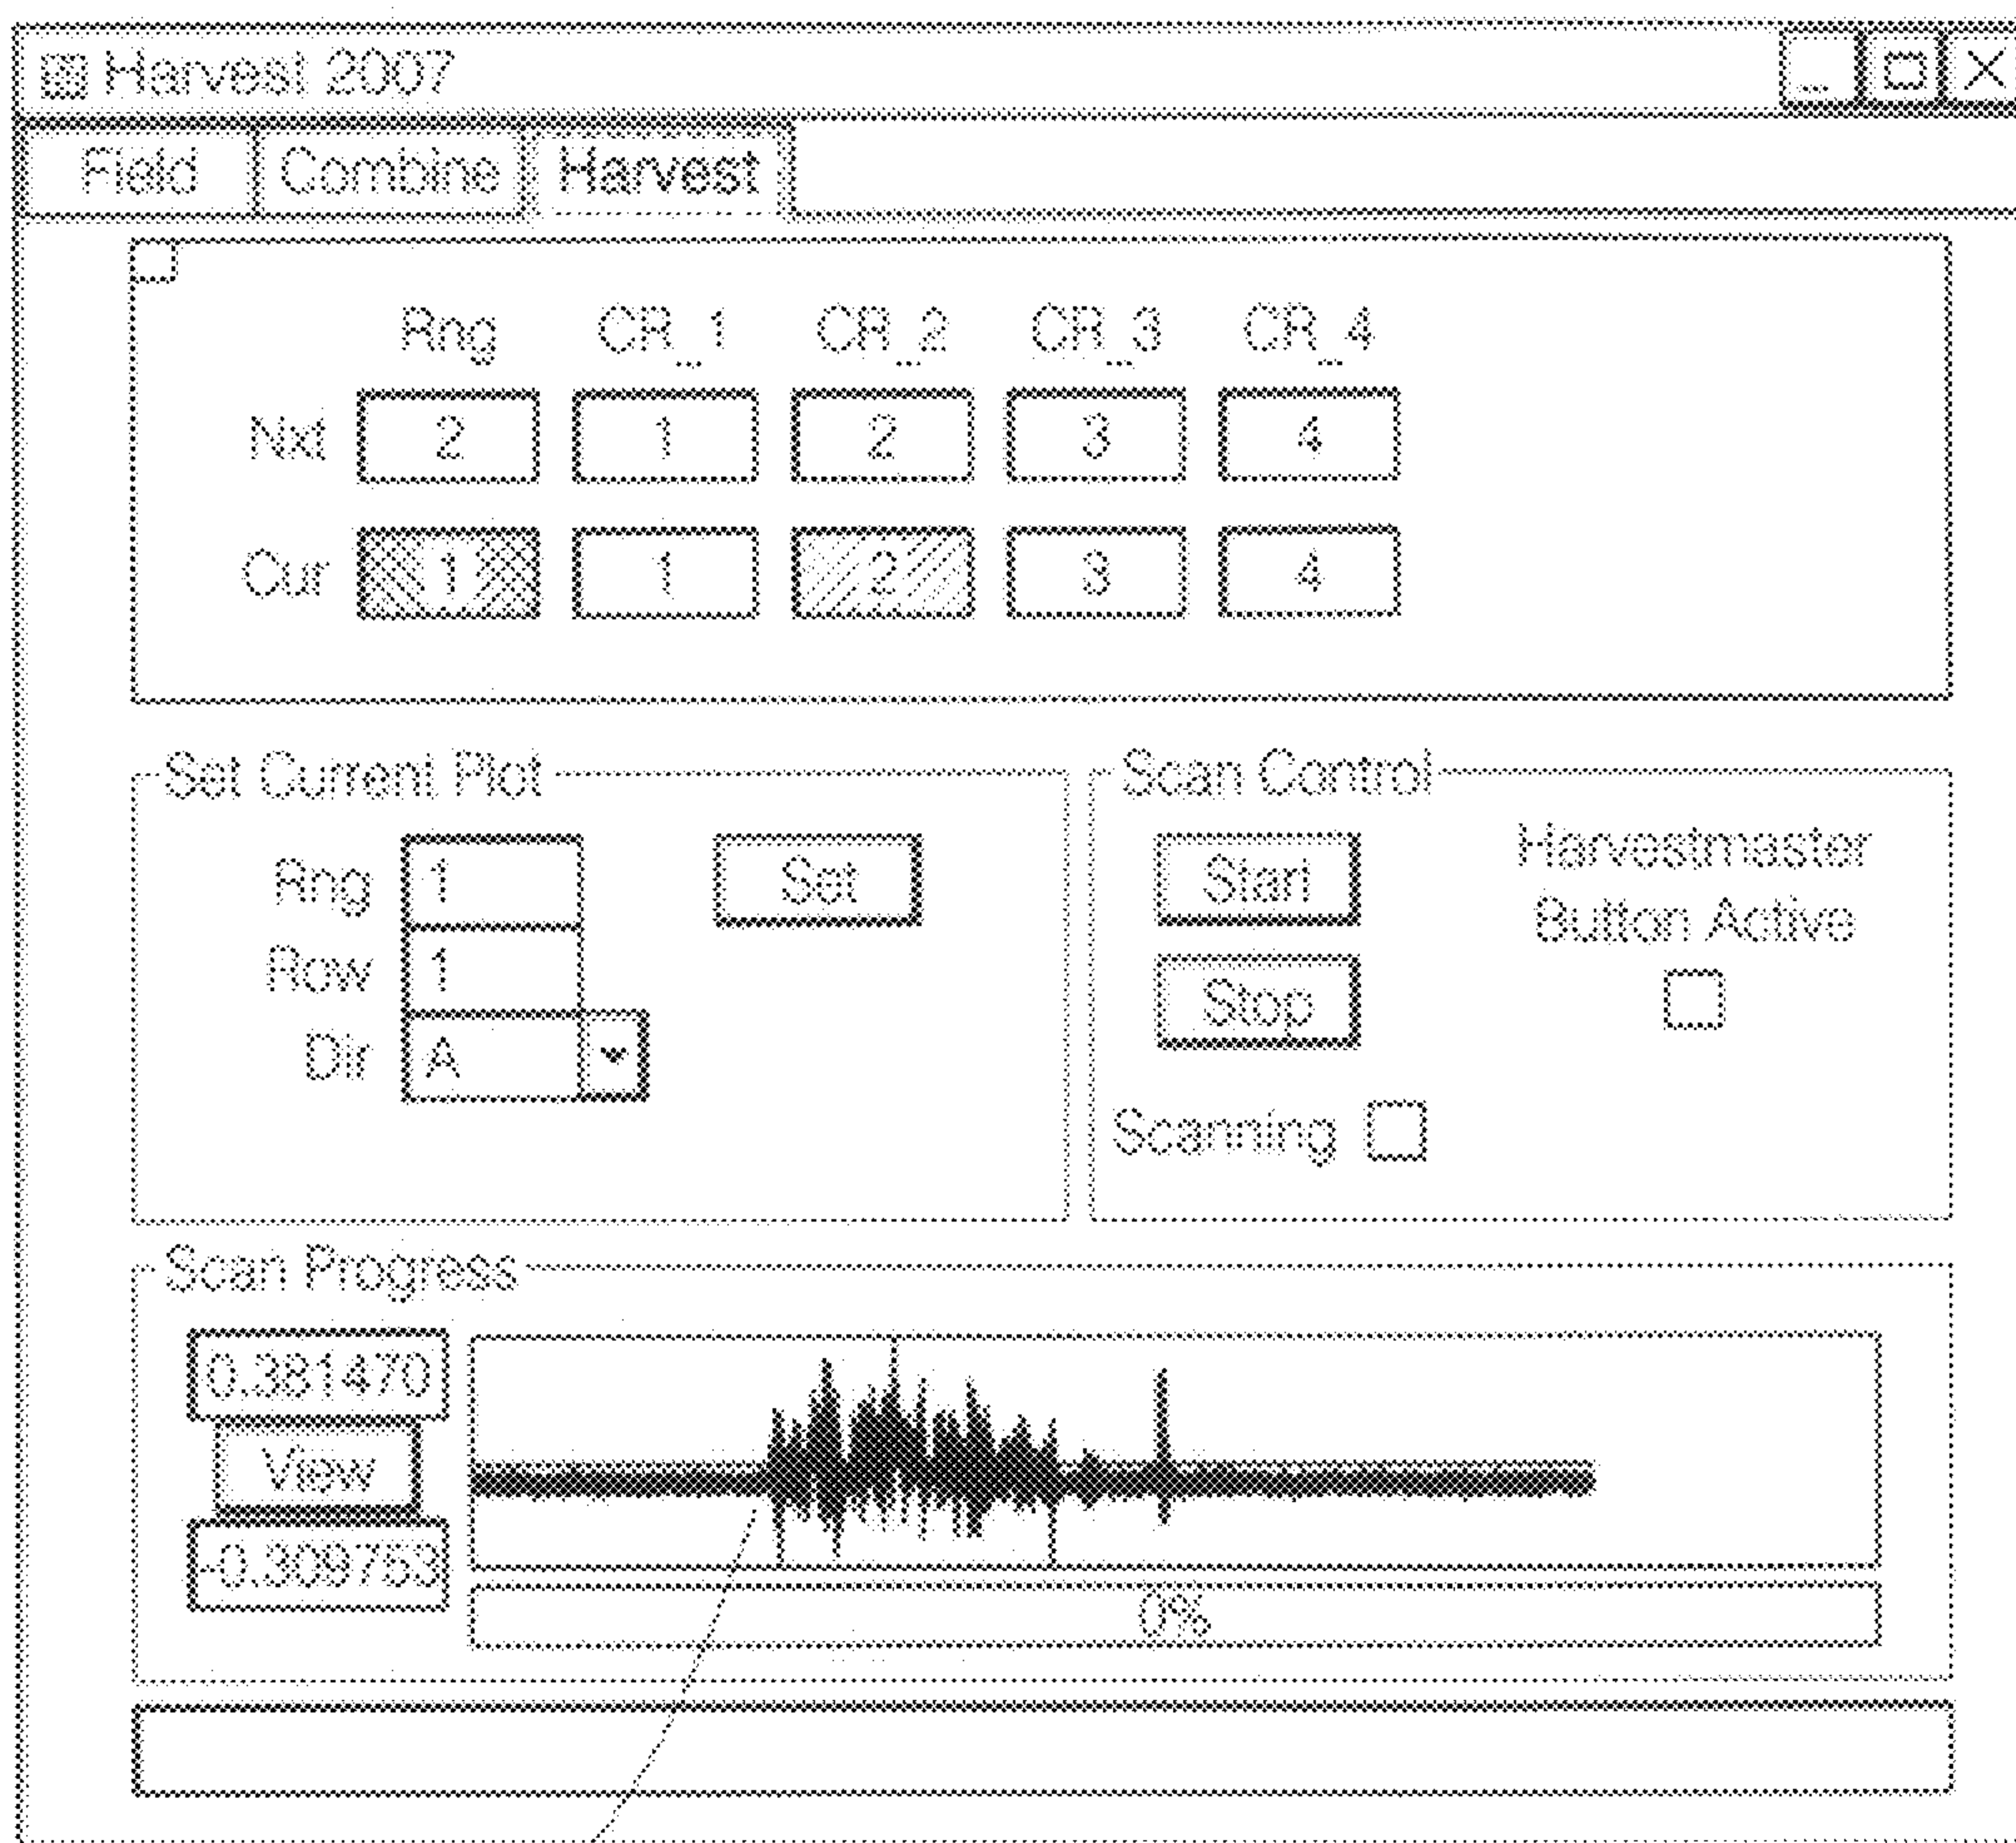 Harvest 2007
Field Combine Harvest
Rng CR_1 CR_2 CR_3 CR_4
Nxt 2 1 2 3 4
Cur 1 1 2 3 4
Set Current Plot
Rng 1 Set
Row 1
Dir A
Scan Control
Start Harvestmaster
Button Active
Stop
Scanning
Scan Progress
0.381470
View
-0.309753
0%